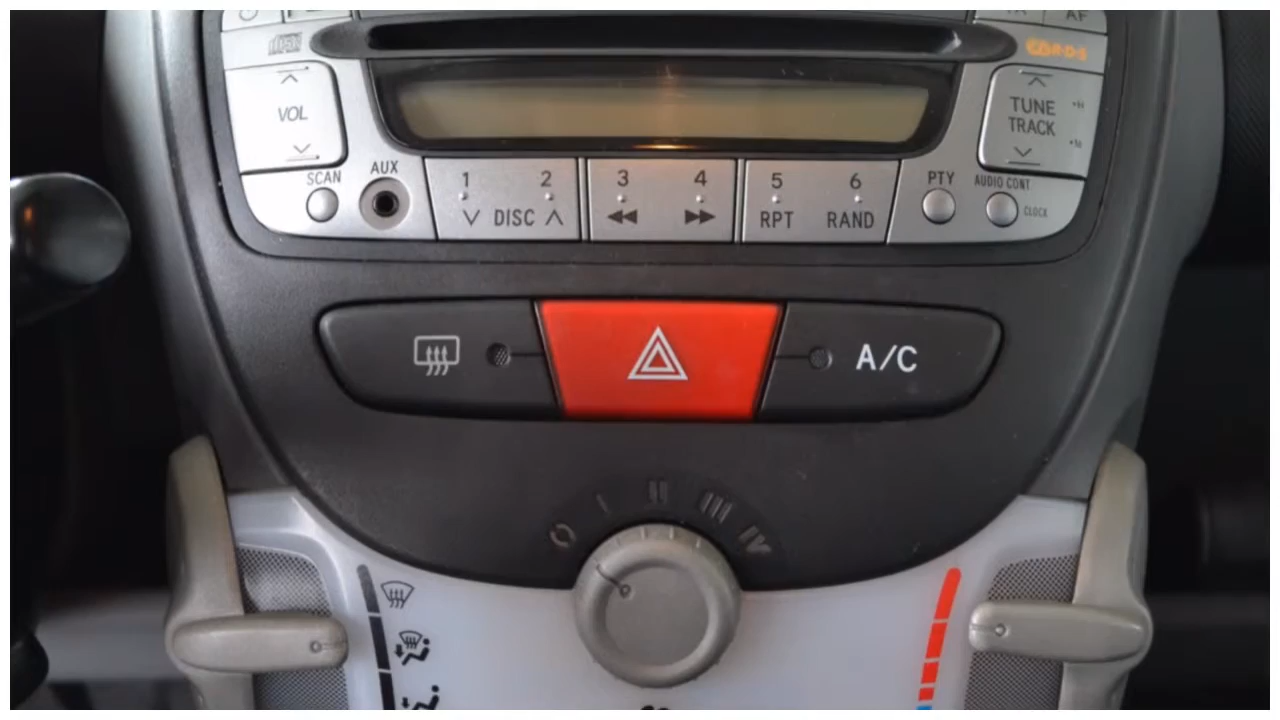 AF
R·D·S
VOL
TUNE
TRACK
SCAN
AUX
1
2
DISC
3
4
5
RPT
6
RAND
PTY
AUDIO CONT
CLOCK
A/C
O
I
II
III
IV